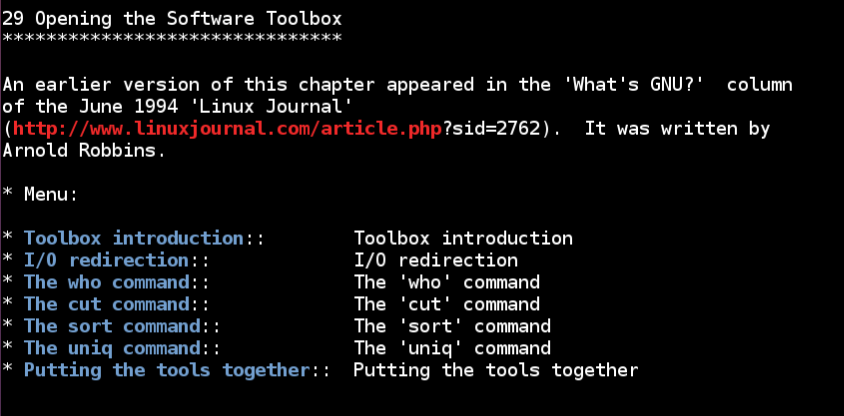 29 Opening the Software Toolbox
*******************************
An earlier version of this chapter appeared in the 'What's GNU?'  column
of the June 1994 'Linux Journal'
(http://www.linuxjournal.com/article.php?sid=2762).  It was written by
Arnold Robbins.
* Menu:
* Toolbox introduction::        Toolbox introduction
* I/O redirection::             I/O redirection
* The who command::             The 'who' command
* The cut command::             The 'cut' command
* The sort command::            The 'sort' command
* The uniq command::            The 'uniq' command
* Putting the tools together::  Putting the tools together